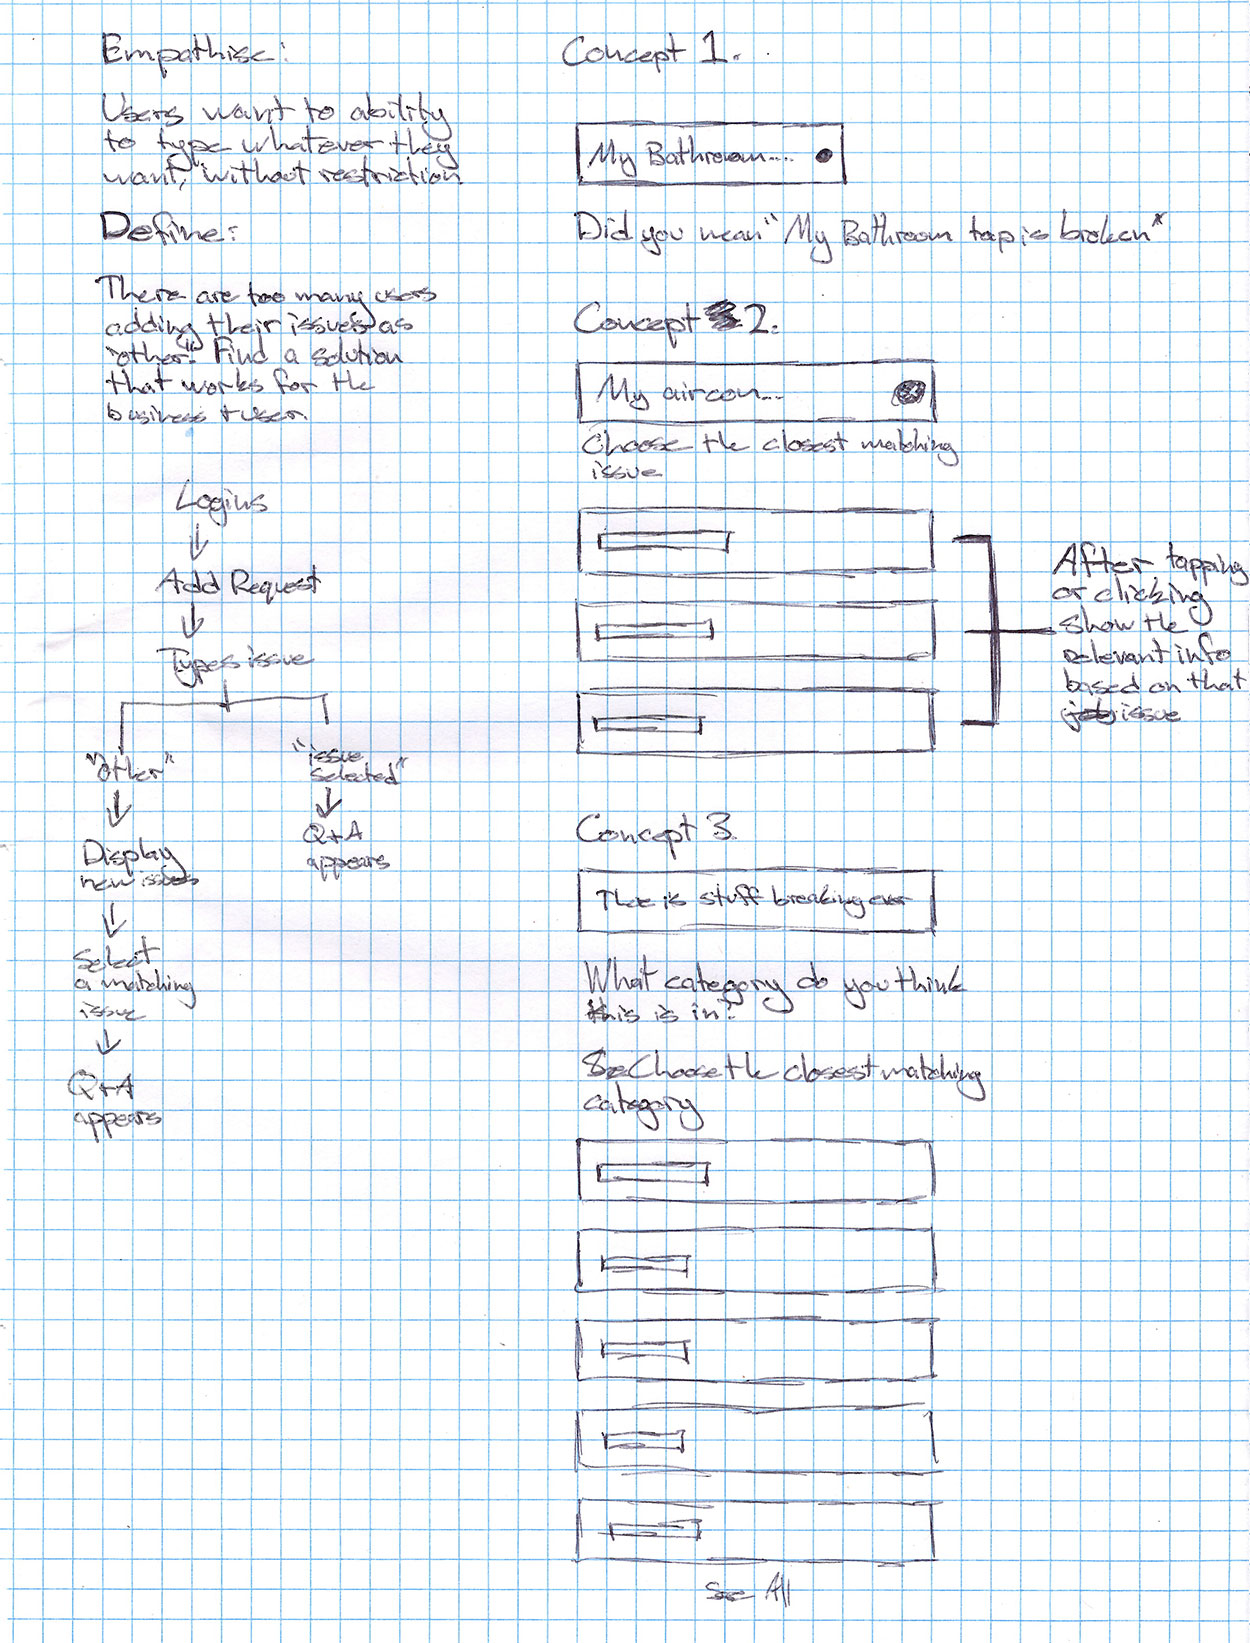 Empathise:
Users want to ability
to type whatever they
want, without restriction.
Define:
There are too many users
adding their issues as
"other". Find a solution
that works for the
business + user.
Logins
Add Request
Types issue
"other"
"issue
selected"
Display
new issues
Q+A
appears
Select
a matching
issue
Q+A
appears
Concept 1.
My Bathroom....
Did you mean "My Bathroom tap is broken"
Concept 2.
My aircon...
Choose the closest matching
issue
After tapping
or clicking
show the
relevant info
based on that
issue
Concept 3.
is stuff breaking
What category do you think
this is in?
Choose the closest matching
category
See All